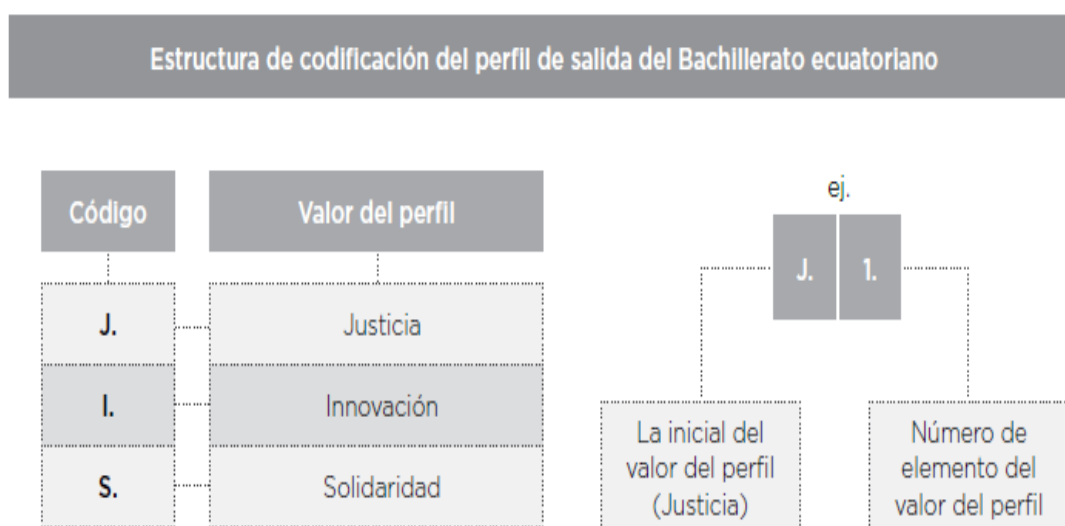 Estructura de codificación del perfil de salida del Bachillerato ecuatoriano
Código
Valor del perfil
J.
Justicia
I.
Innovación
S.
Solidaridad
ej.
J. 1.
La inicial del
valor del perfil
(Justicia)
Número de
elemento del
valor del perfil